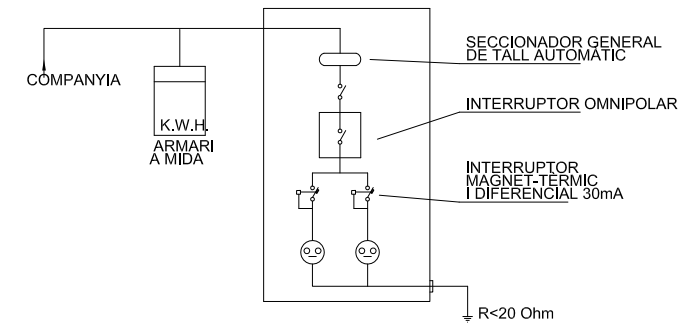 SECCIONADOR GENERAL
DE TALL AUTOMÀTIC
COMPANYIA
INTERRUPTOR OMNIPOLAR
K.W.H.
ARMARI
A MIDA
INTERRUPTOR
MAGNET-TÈRMIC
I DIFERENCIAL 30mA
R<20 Ohm